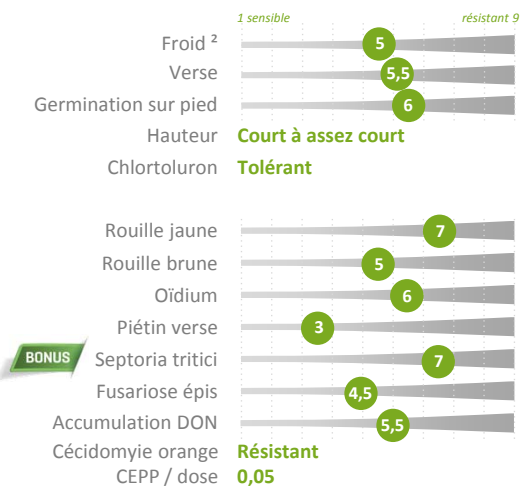 1 sensible résistant 9
Froid ² 5
Verse 5,5
Germination sur pied 6
Hauteur Court à assez court
Chlortoluron Tolérant
Rouille jaune 7
Rouille brune 5
Oïdium 6
Piétin verse 3
BONUS Septoria tritici 7
Fusariose épis 4,5
Accumulation DON 5,5
Cécidomyie orange Résistant
CEPP / dose 0,05